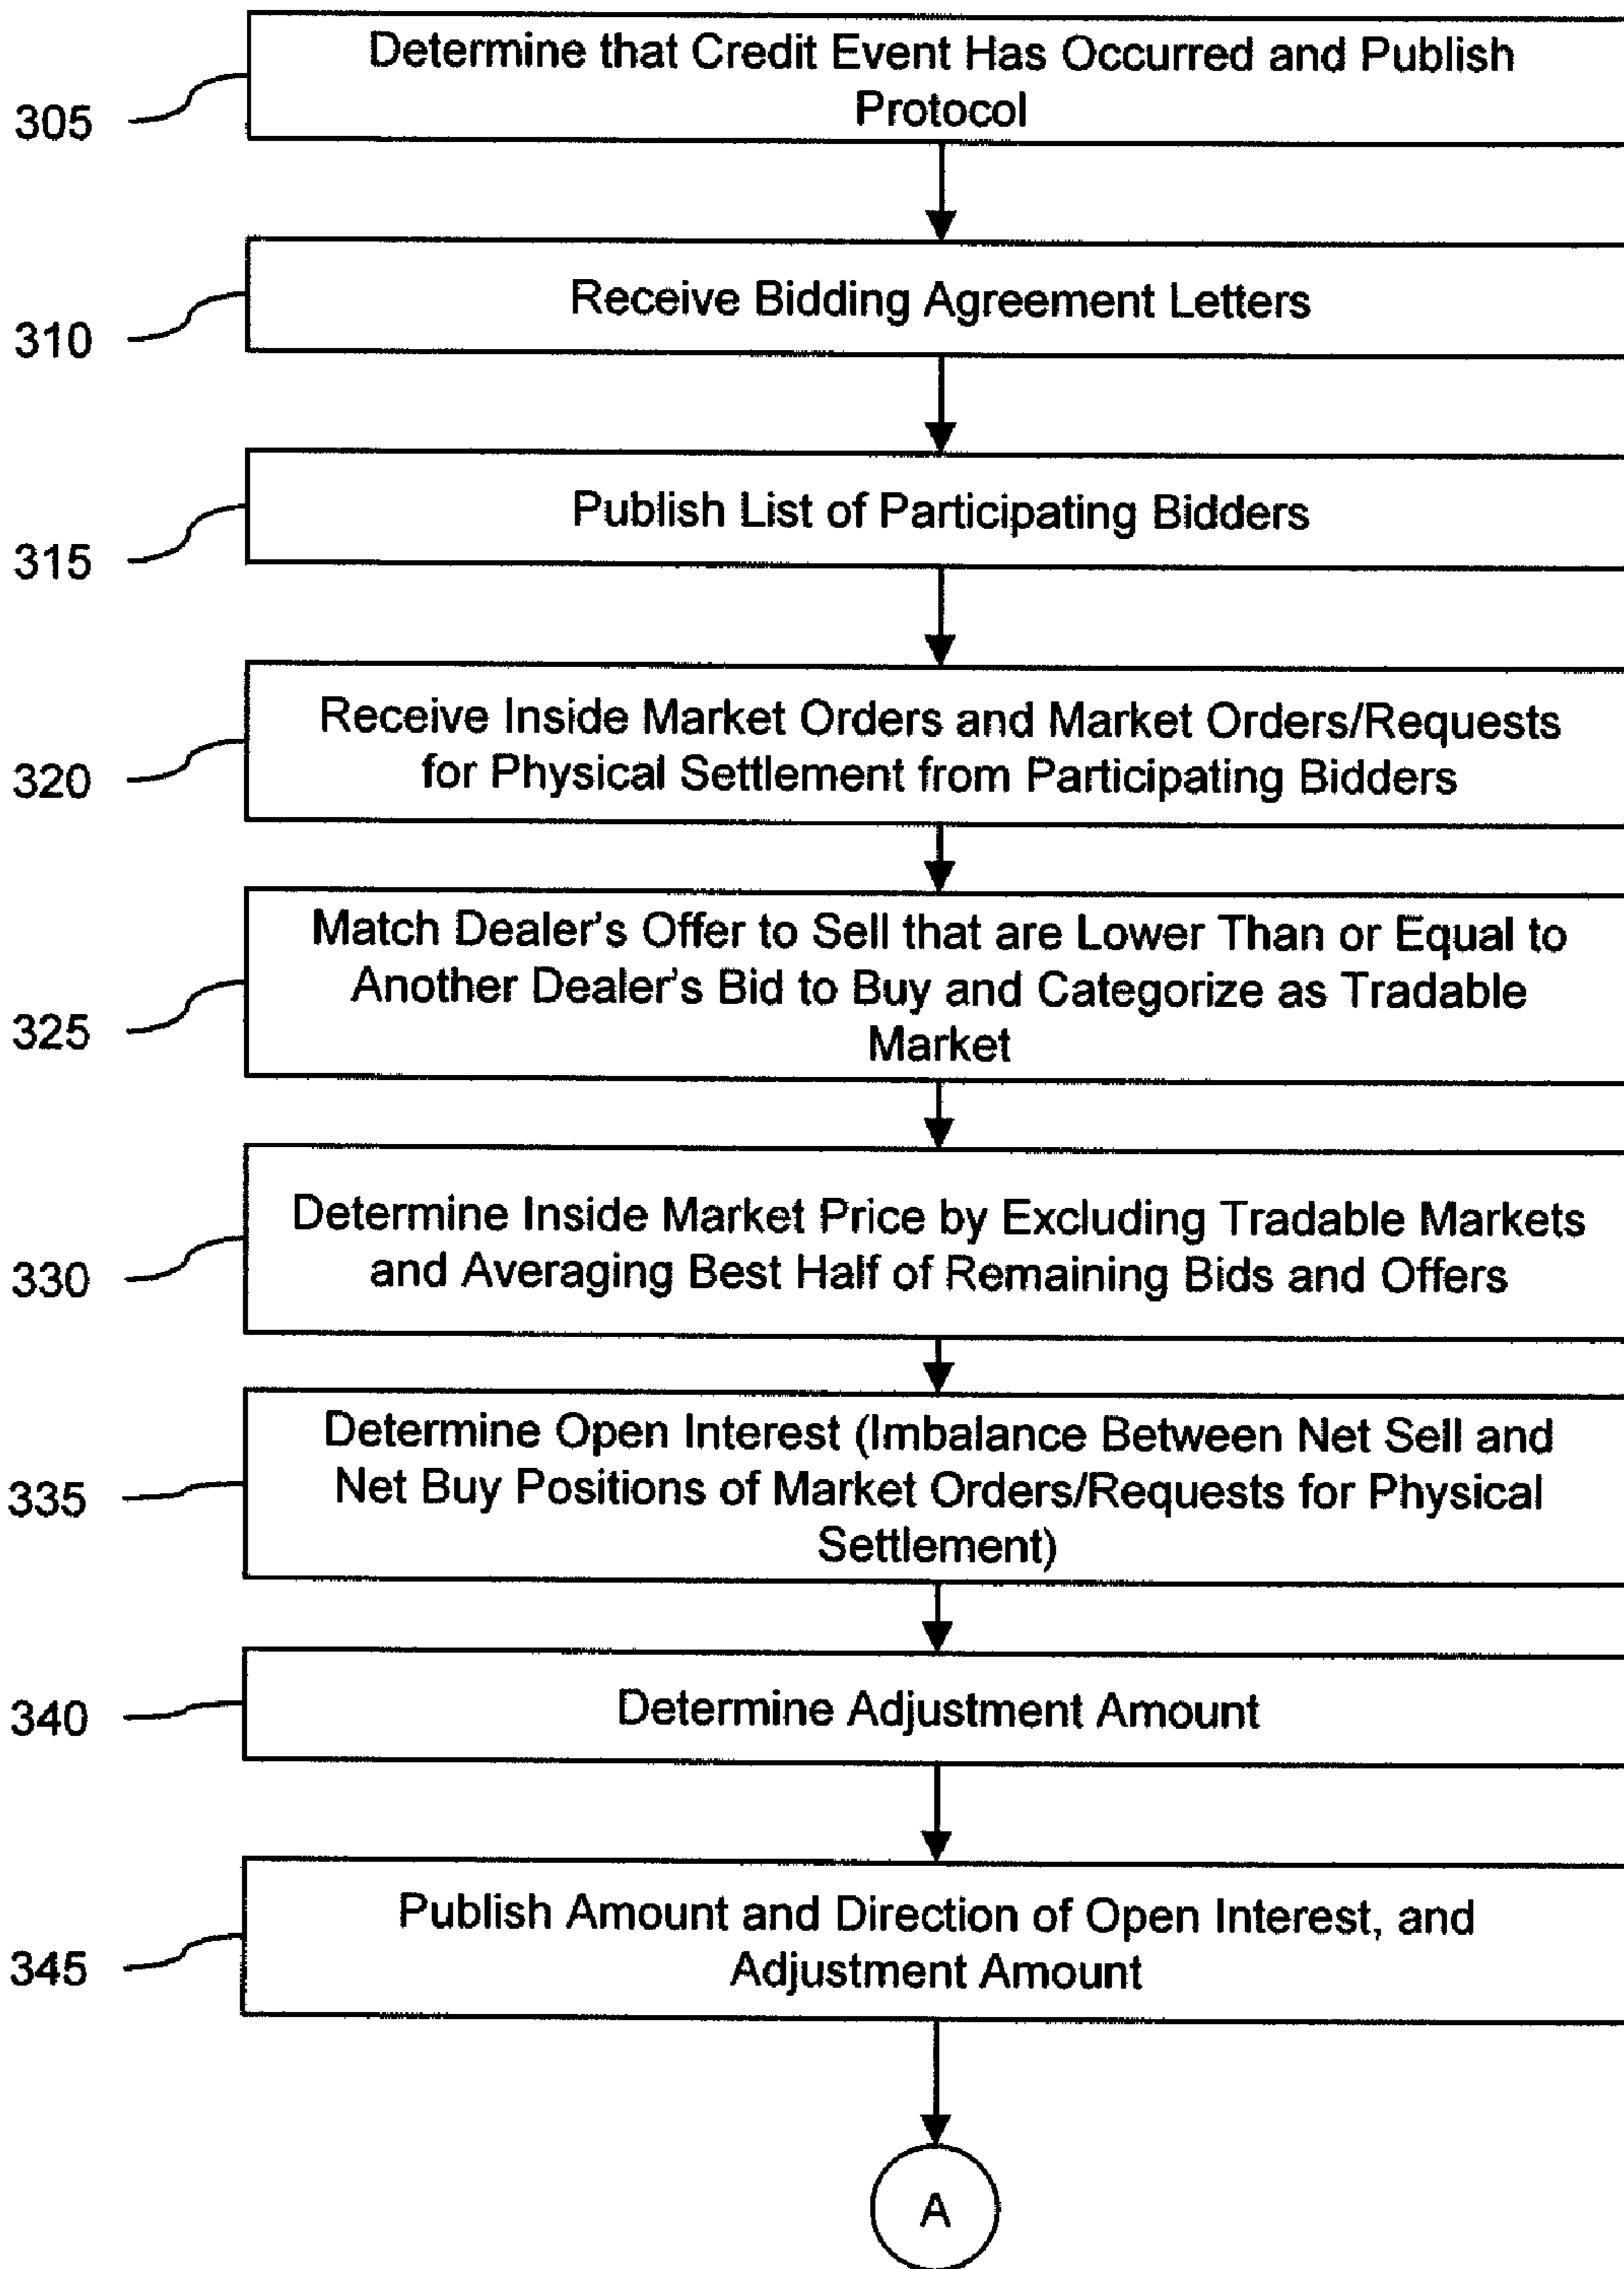 Determine that Credit Event Has Occurred and Publish
Protocol
305
Receive Bidding Agreement Letters
310
Publish List of Participating Bidders
315
Receive Inside Market Orders and Market Orders/Requests
for Physical Settlement from Participating Bidders
320
Match Dealer's Offer to Sell that are Lower Than or Equal to
Another Dealer's Bid to Buy and Categorize as Tradable
Market
325
Determine Inside Market Price by Excluding Tradable Markets
and Averaging Best Half of Remaining Bids and Offers
330
Determine Open Interest (Imbalance Between Net Sell and
Net Buy Positions of Market Orders/Requests for Physical
Settlement)
335
Determine Adjustment Amount
340
Publish Amount and Direction of Open Interest, and
Adjustment Amount
345
A